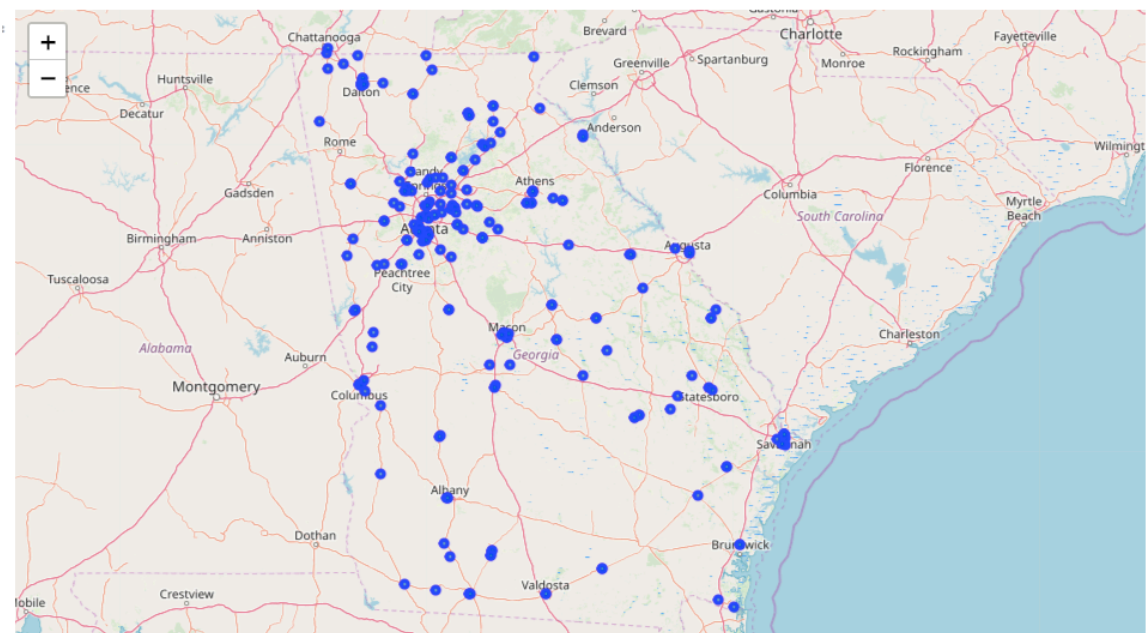 +
−
Chattanooga
Brevard
Charlotte
Fayetteville
Rockingham
Greenville
Spartanburg
Monroe
Huntsville
Clemson
Dalton
Decatur
Anderson
Rome
Wilmingt
Florence
Athens
Gadsden
Columbia
Myrtle
Beach
South Carolina
Birmingham
Anniston
Augusta
Tuscaloosa
Peachtree
City
Macon
Charleston
Alabama
Georgia
Auburn
Montgomery
Columbus
Statesboro
Savannah
Albany
Dothan
Brunswick
Valdosta
Crestview